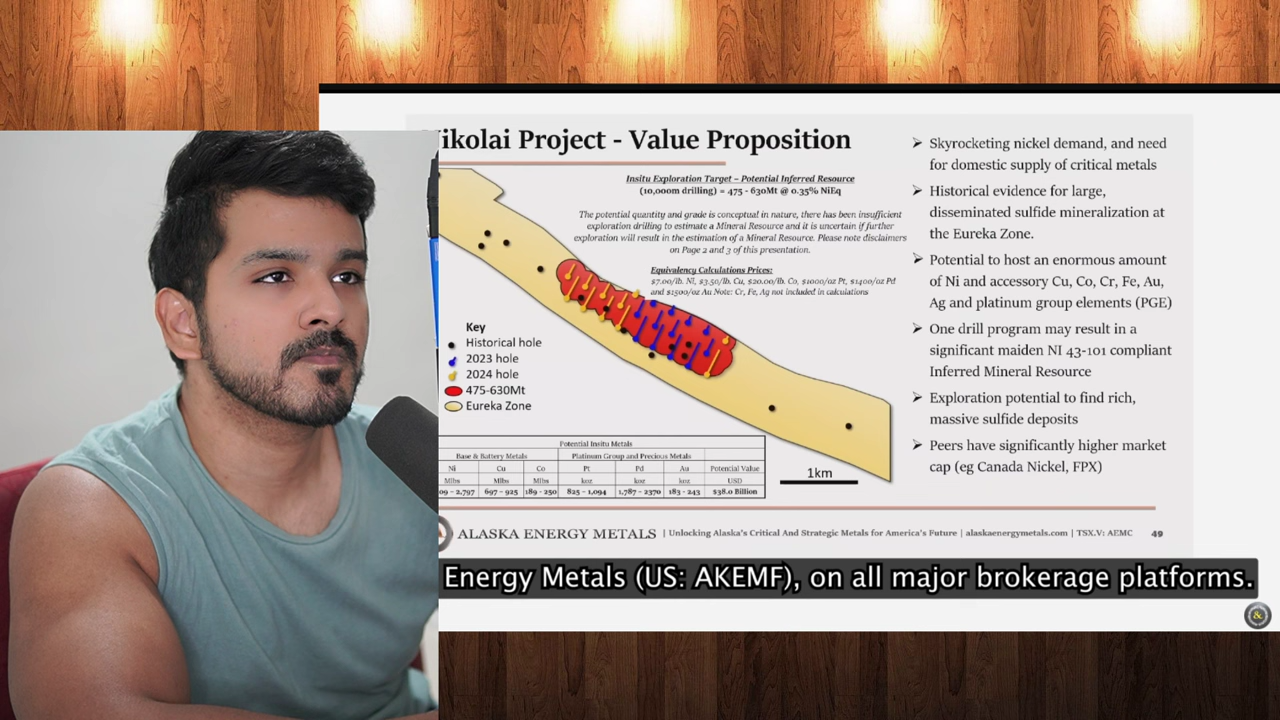 ikolai Project - Value Proposition
Insitu Exploration Target – Potential Inferred Resource
(10,000m drilling) = 475 - 630Mt @ 0.35% NiEq
The potential quantity and grade is conceptual in nature, there has been insufficient
exploration drilling to estimate a Mineral Resource and it is uncertain if further
exploration will result in the estimation of a Mineral Resource. Please note disclaimers
on Page 2 and 3 of this presentation.
Equivalency Calculations Prices:
$7.00/lb. Ni, $3.50/lb. Cu, $20.00/lb. Co, $1000/oz Pt, $1400/oz Pd
and $1500/oz Au Note: Cr, Fe, Ag not included in calculations
Key
Historical hole
2023 hole
2024 hole
475-630Mt
Eureka Zone
1km
Potential Insitu Metals
Base & Battery Metals Platinum Group and Precious Metals
Ni Cu Co Pt Pd Au Potential Value
Mlbs Mlbs Mlbs koz koz koz USD
09 - 2,797 697 - 925 189 - 250 825 - 1,094 1,787 - 2370 183 - 243 $38.0 Billion
➢ Skyrocketing nickel demand, and need
for domestic supply of critical metals
➢ Historical evidence for large,
disseminated sulfide mineralization at
the Eureka Zone.
➢ Potential to host an enormous amount
of Ni and accessory Cu, Co, Cr, Fe, Au,
Ag and platinum group elements (PGE)
➢ One drill program may result in a
significant maiden NI 43-101 compliant
Inferred Mineral Resource
➢ Exploration potential to find rich,
massive sulfide deposits
➢ Peers have significantly higher market
cap (eg Canada Nickel, FPX)
ALASKA ENERGY METALS | Unlocking Alaska's Critical And Strategic Metals for America's Future | alaskaenergymetals.com | TSX.V: AEMC 49
Energy Metals (US: AKEMF), on all major brokerage platforms.
&